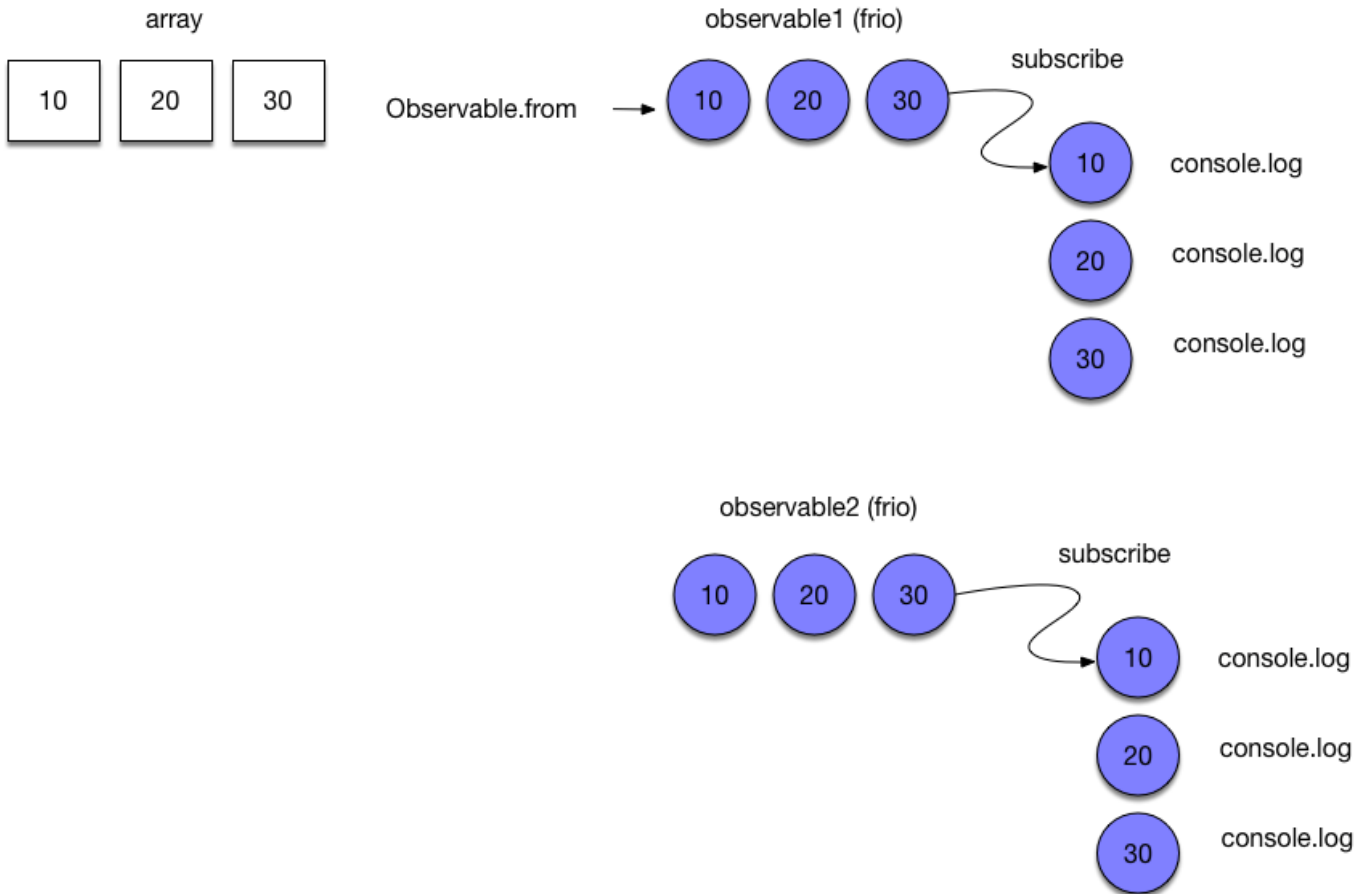 array
10 20 30
Observable.from
observable1 (frio)
10 20 30
subscribe
10 console.log
20 console.log
30 console.log
observable2 (frio)
10 20 30
subscribe
10 console.log
20 console.log
30 console.log